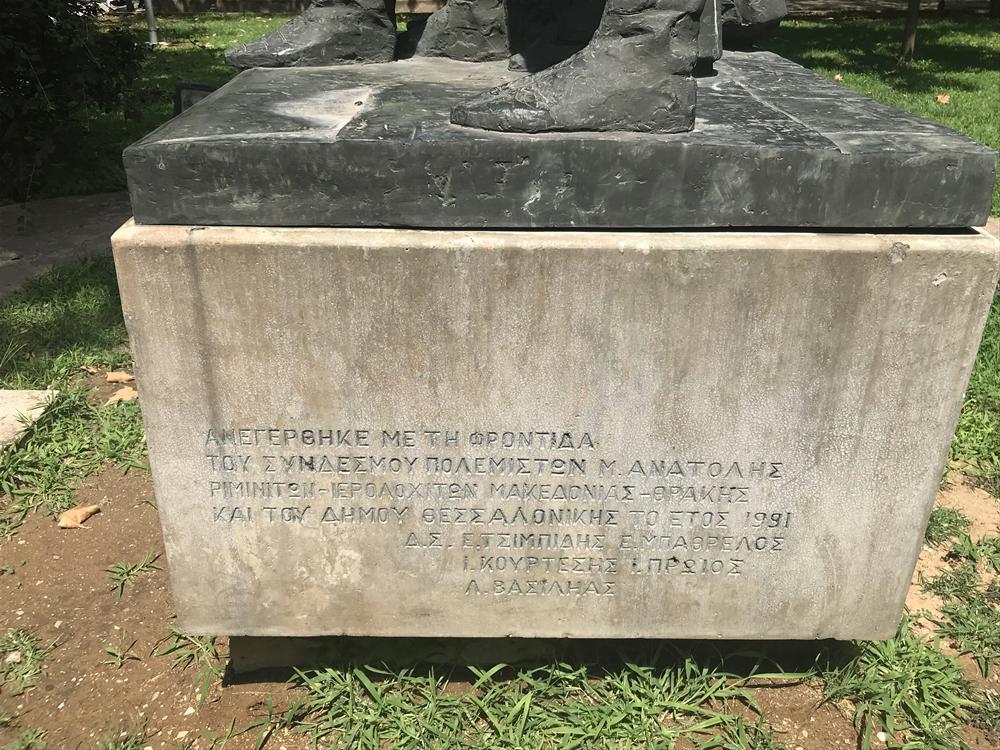 ΑΝΕΓΕΡΘΗΚΕ ΜΕ ΤΗ ΦΡΟΝΤΙΔΑ
ΤΟΥ ΣΥΝΔΕΣΜΟΥ ΠΟΛΕΜΙΣΤΩΝ Μ. ΑΝΑΤΟΛΗΣ
ΡΙΜΙΝΙΤΩΝ-ΙΕΡΟΛΟΧΙΤΩΝ ΜΑΚΕΔΟΝΙΑΣ-ΘΡΑΚΗΣ
ΚΑΙ ΤΟΥ ΔΗΜΟΥ ΘΕΣΣΑΛΟΝΙΚΗΣ ΤΟ ΕΤΟΣ 1991
Δ.Σ. Ε.ΤΣΙΜΠΙΔΗΣ Ε.ΜΠΑΘΡΕΛΟΣ
Ι.ΚΟΥΡΤΕΣΗΣ Ι.ΠΡΩΙΟΣ
Λ.ΒΑΣΙΛΗΑΣ